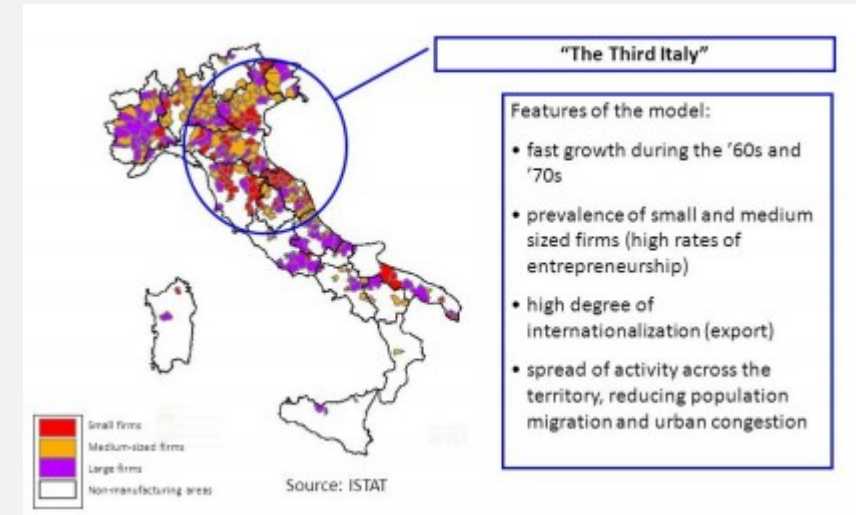 “The Third Italy”
Features of the model:
• fast growth during the ’60s and
’70s
• prevalence of small and medium
sized firms (high rates of
entrepreneurship)
• high degree of
internationalization (export)
• spread of activity across the
territory, reducing population
migration and urban congestion
Small firms
Medium-sized firms
Large firms
Non-manufacturing areas
Source: ISTAT